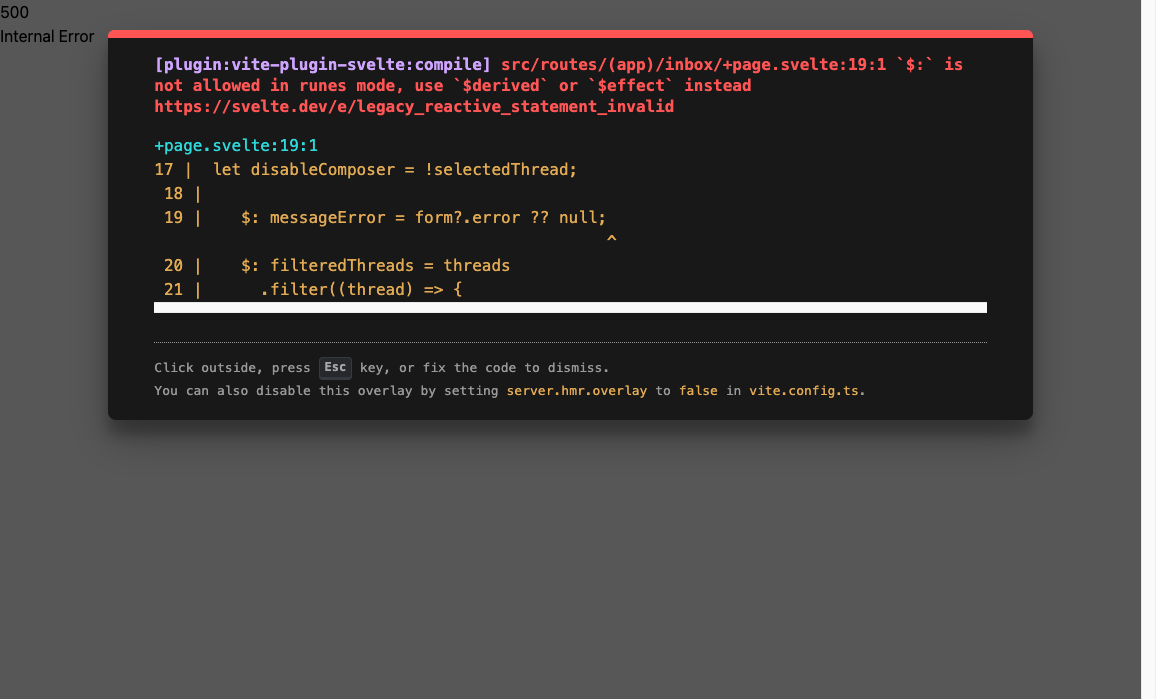 500
Internal Error
[plugin:vite-plugin-svelte:compile] src/routes/(app)/inbox/+page.svelte:19:1 `$:` is
not allowed in runes mode, use `$derived` or `$effect` instead
https://svelte.dev/e/legacy_reactive_statement_invalid
+page.svelte:19:1
17 |  let disableComposer = !selectedThread;
18 |
19 |    $: messageError = form?.error ?? null;
^
20 |    $: filteredThreads = threads
21 |      .filter((thread) => {
Click outside, press Esc key, or fix the code to dismiss.
You can also disable this overlay by setting server.hmr.overlay to false in vite.config.ts.